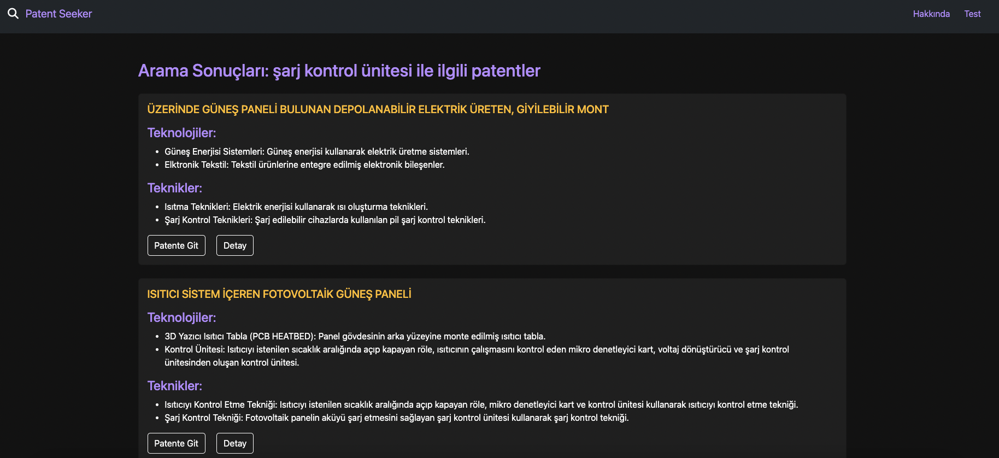 Patent Seeker
Hakkında
Test
Arama Sonuçları: şarj kontrol ünitesi ile ilgili patentler
ÜZERİNDE GÜNEŞ PANELİ BULUNAN DEPOLANABİLİR ELEKTRİK ÜRETEN, GİYİLEBİLİR MONT
Teknolojiler:
• Güneş Enerjisi Sistemleri: Güneş enerjisi kullanarak elektrik üretme sistemleri.
• Elktronik Tekstil: Tekstil ürünlerine entegre edilmiş elektronik bileşenler.
Teknikler:
• Isıtma Teknikleri: Elektrik enerjisi kullanarak ısı oluşturma teknikleri.
• Şarj Kontrol Teknikleri: Şarj edilebilir cihazlarda kullanılan pil şarj kontrol teknikleri.
Patente Git
Detay
ISITICI SİSTEM İÇEREN FOTOVOLTAİK GÜNEŞ PANELİ
Teknolojiler:
• 3D Yazıcı Isıtıcı Tabla (PCB HEATBED): Panel gövdesinin arka yüzeyine monte edilmiş ısıtıcı tabla.
• Kontrol Ünitesi: Isıtıcıyı istenilen sıcaklık aralığında açıp kapayan röle, ısıtıcının çalışmasını kontrol eden mikro denetleyici kart, voltaj dönüştürücü ve şarj kontrol
ünitesinden oluşan kontrol ünitesi.
Teknikler:
• Isıtıcıyı Kontrol Etme Tekniği: Isıtıcıyı istenilen sıcaklık aralığında açıp kapayan röle, mikro denetleyici kart ve kontrol ünitesi kullanarak ısıtıcıyı kontrol etme tekniği.
• Şarj Kontrol Tekniği: Fotovoltaik panelin aküyü şarj etmesini sağlayan şarj kontrol ünitesi kullanarak şarj kontrol tekniği.
Patente Git
Detay